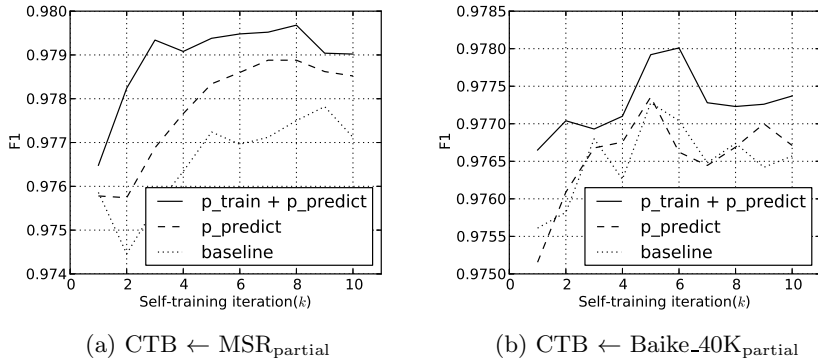 0.980
0.979
0.978
0.977
0.976
0.975
0.974
F1
0 2 4 6 8 10
Self-training iteration(k)
p_train + p_predict
p_predict
baseline
(a) CTB ← MSRpartial
0.9785
0.9780
0.9775
0.9770
0.9765
0.9760
0.9755
0.9750
F1
0 2 4 6 8 10
Self-training iteration(k)
p_train + p_predict
p_predict
baseline
(b) CTB ← Baike_40Kpartial